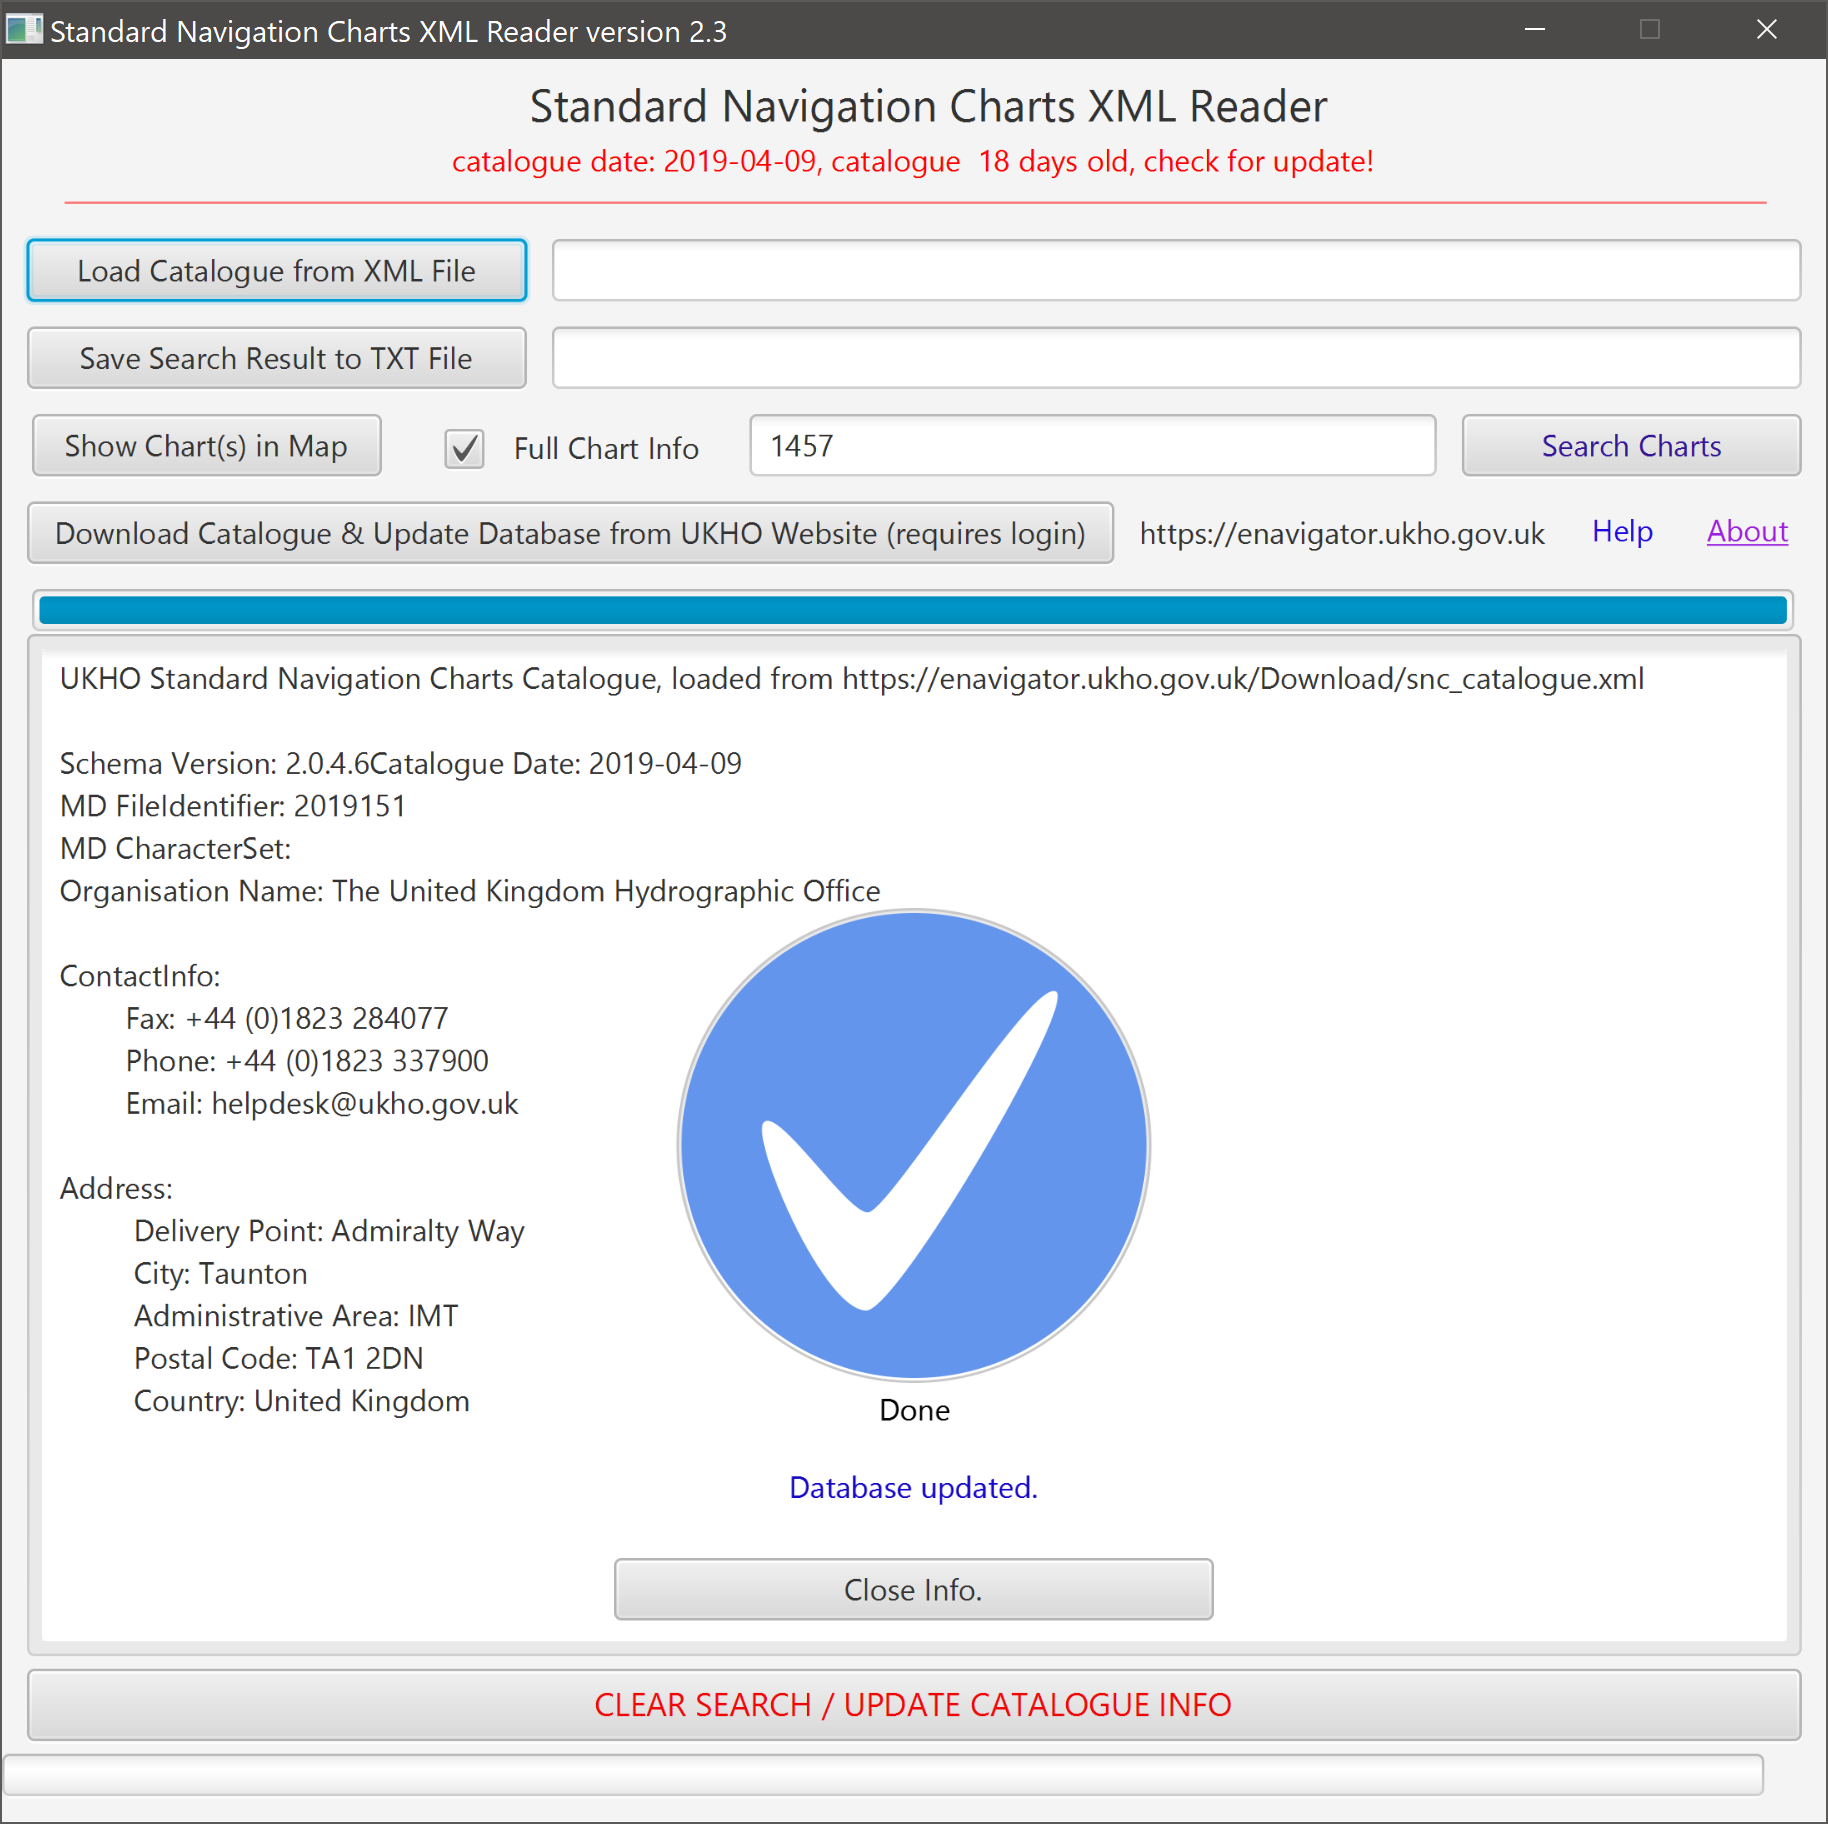 Standard Navigation Charts XML Reader version 2.3
Standard Navigation Charts XML Reader
catalogue date: 2019-04-09, catalogue  18 days old, check for update!
Load Catalogue from XML File
Save Search Result to TXT File
Show Chart(s) in Map Full Chart Info 1457 Search Charts
Download Catalogue & Update Database from UKHO Website (requires login) https://enavigator.ukho.gov.uk Help About
UKHO Standard Navigation Charts Catalogue, loaded from https://enavigator.ukho.gov.uk/Download/snc_catalogue.xml
Schema Version: 2.0.4.6Catalogue Date: 2019-04-09
MD FileIdentifier: 2019151
MD CharacterSet:
Organisation Name: The United Kingdom Hydrographic Office
ContactInfo:
Fax: +44 (0)1823 284077
Phone: +44 (0)1823 337900
Email: helpdesk@ukho.gov.uk
Address:
Delivery Point: Admiralty Way
City: Taunton
Administrative Area: IMT
Postal Code: TA1 2DN
Country: United Kingdom
Done
Database updated.
Close Info.
CLEAR SEARCH / UPDATE CATALOGUE INFO